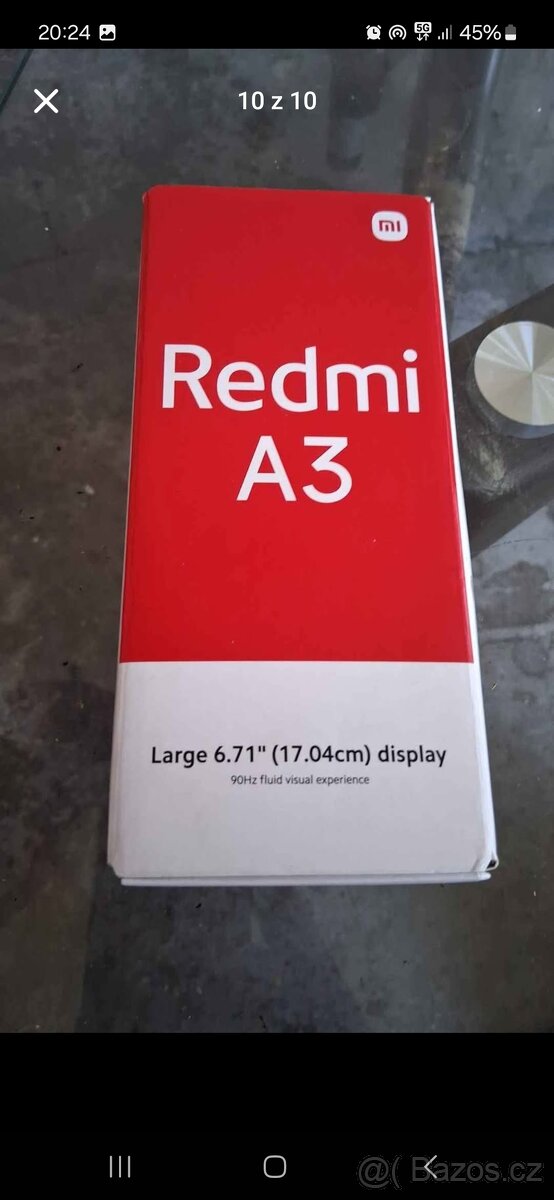 20:24
5G
45%
10 z 10
mi
Redmi
A3
Large 6.71" (17.04cm) display
90Hz fluid visual experience
@( Bazos.cz